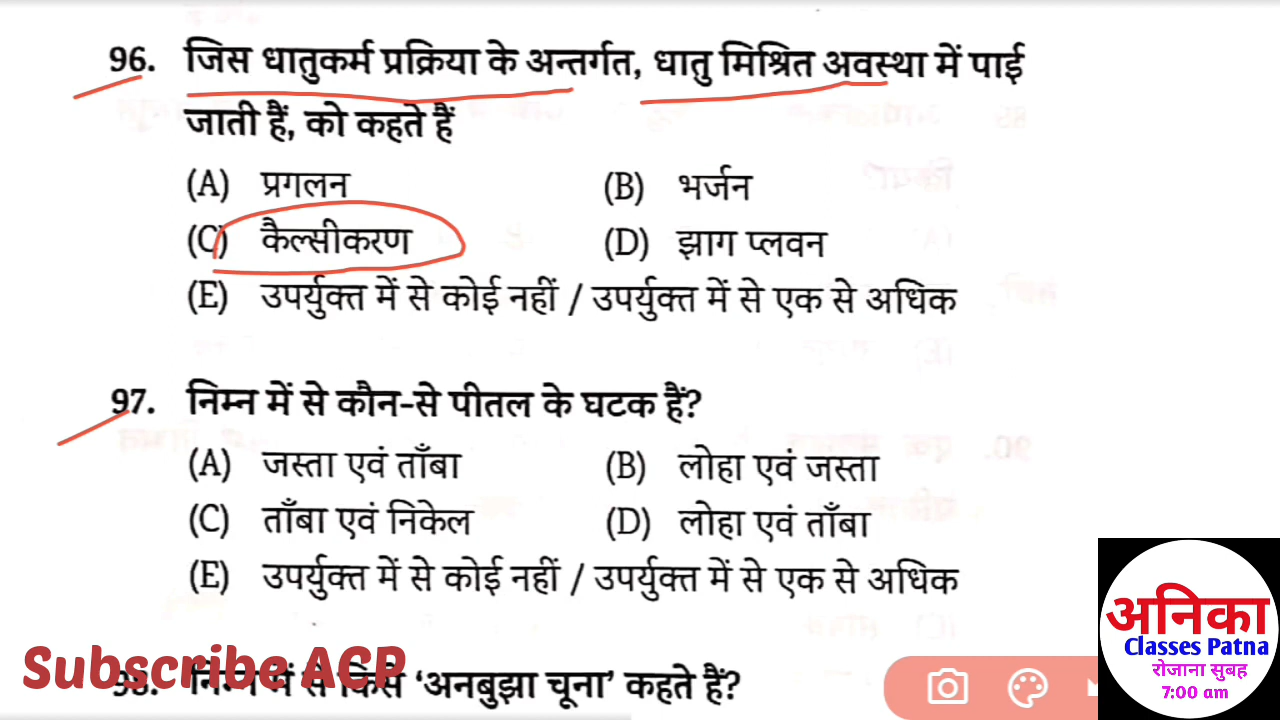 96. जिस धातुकर्म प्रक्रिया के अन्तर्गत, धातु मिश्रित अवस्था में पाई
जाती हैं, को कहते हैं
(A) प्रगलन (B) भर्जन
(C) कैल्सीकरण (D) झाग प्लवन
(E) उपर्युक्त में से कोई नहीं / उपर्युक्त में से एक से अधिक
97. निम्न में से कौन-से पीतल के घटक हैं?
(A) जस्ता एवं ताँबा (B) लोहा एवं जस्ता
(C) ताँबा एवं निकेल (D) लोहा एवं ताँबा
(E) उपर्युक्त में से कोई नहीं / उपर्युक्त में से एक से अधिक
98. निम्न में से किसे ‘अनबुझा चूना’ कहते हैं?
Subscribe ACP
अनिका
Classes Patna
रोजाना सुबह
7:00 am